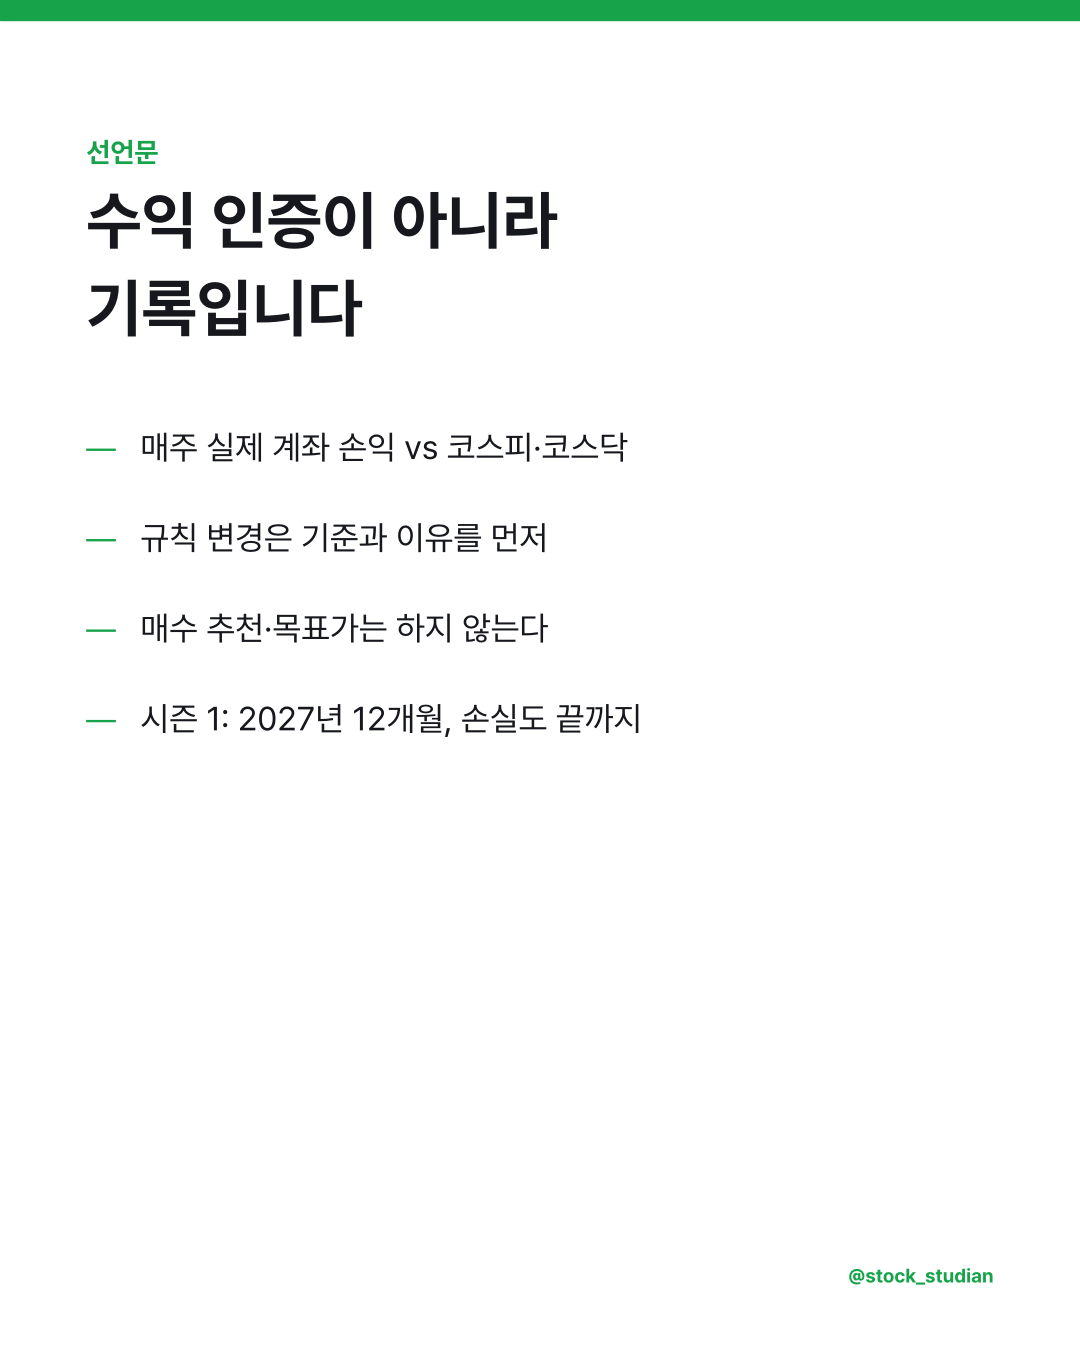 선언문
수익 인증이 아니라
기록입니다
— 매주 실제 계좌 손익 vs 코스피·코스닥
— 규칙 변경은 기준과 이유를 먼저
— 매수 추천·목표가는 하지 않는다
— 시즌 1: 2027년 12개월, 손실도 끝까지
@stock_studian